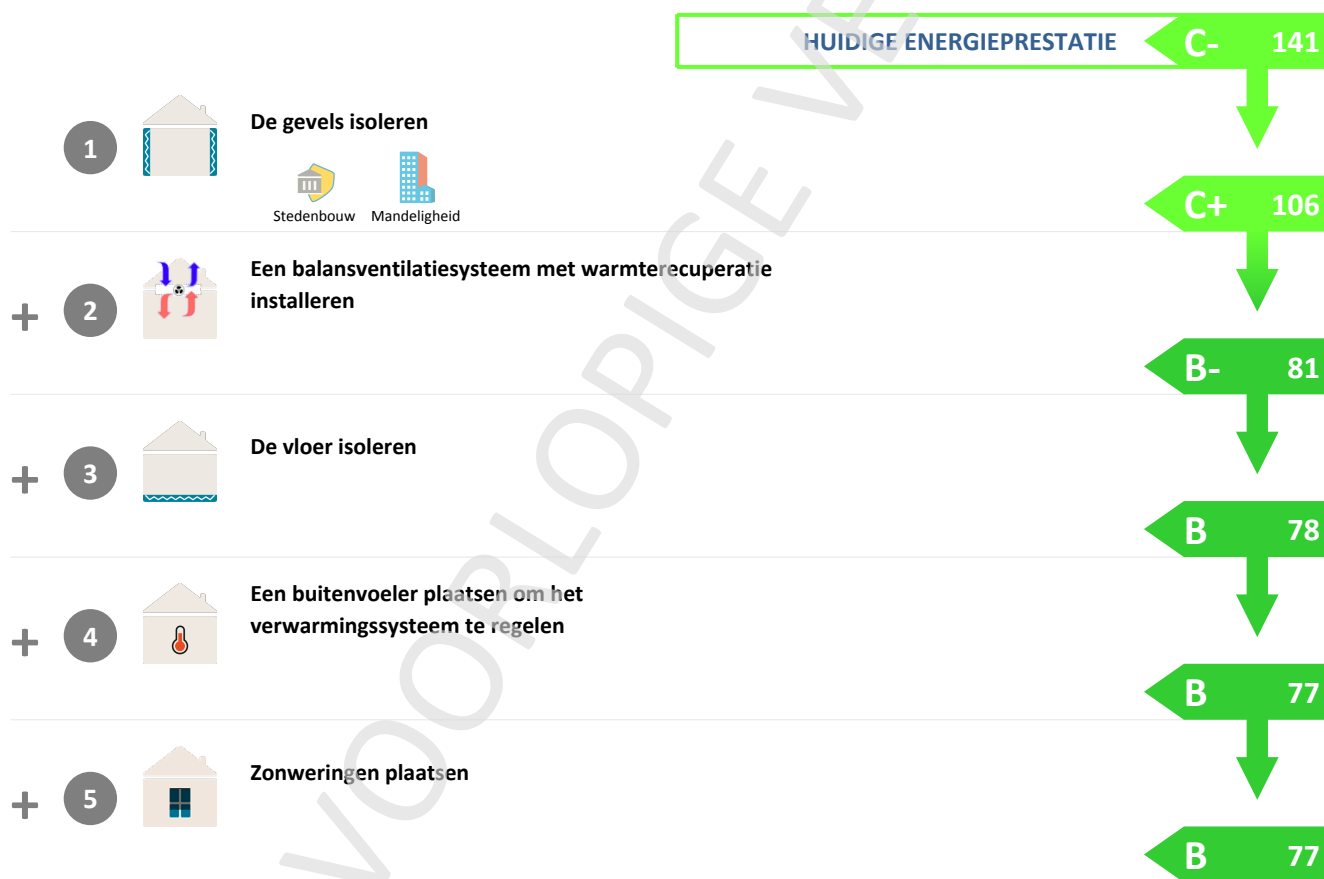 HUIDIGE ENERGIEPRESTATIE C- 141
1 De gevels isoleren
Stedenbouw Mandeligheid
C+ 106
+ 2 Een balansventilatiesysteem met warmterecuperatie
installeren
B- 81
+ 3 De vloer isoleren
B 78
+ 4 Een buitenvoeler plaatsen om het
verwarmingssysteem te regelen
B 77
+ 5 Zonweringen plaatsen
B 77
VOORLOPIGE VE